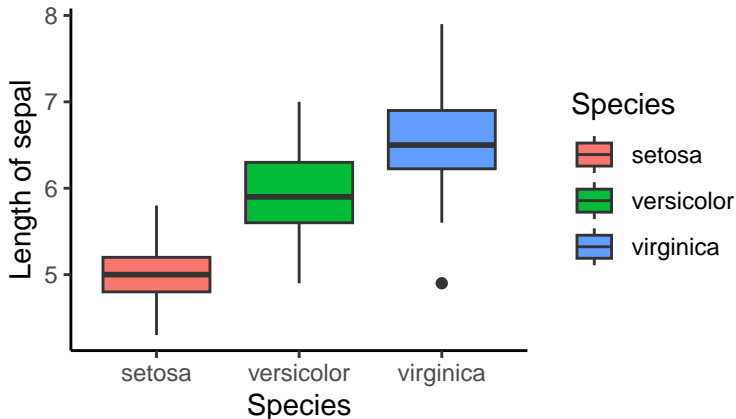 8
7
6
5
Length of sepal
setosa
versicolor
virginica
Species
Species
setosa
versicolor
virginica